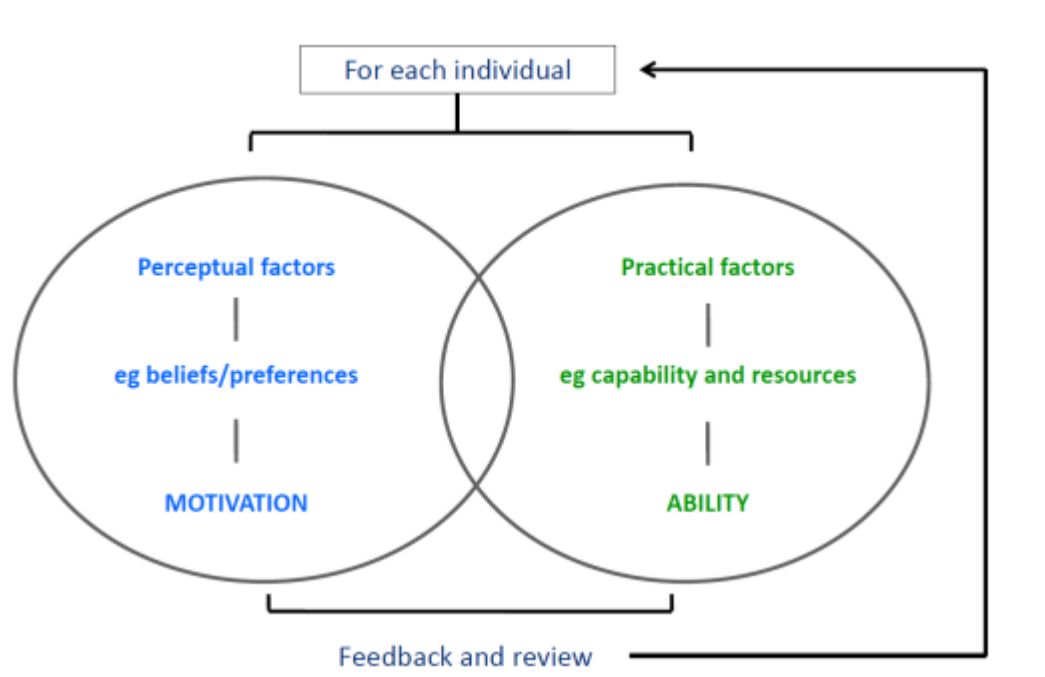 For each individual
Perceptual factors
Practical factors
eg beliefs/preferences
eg capability and resources
MOTIVATION
ABILITY
Feedback and review